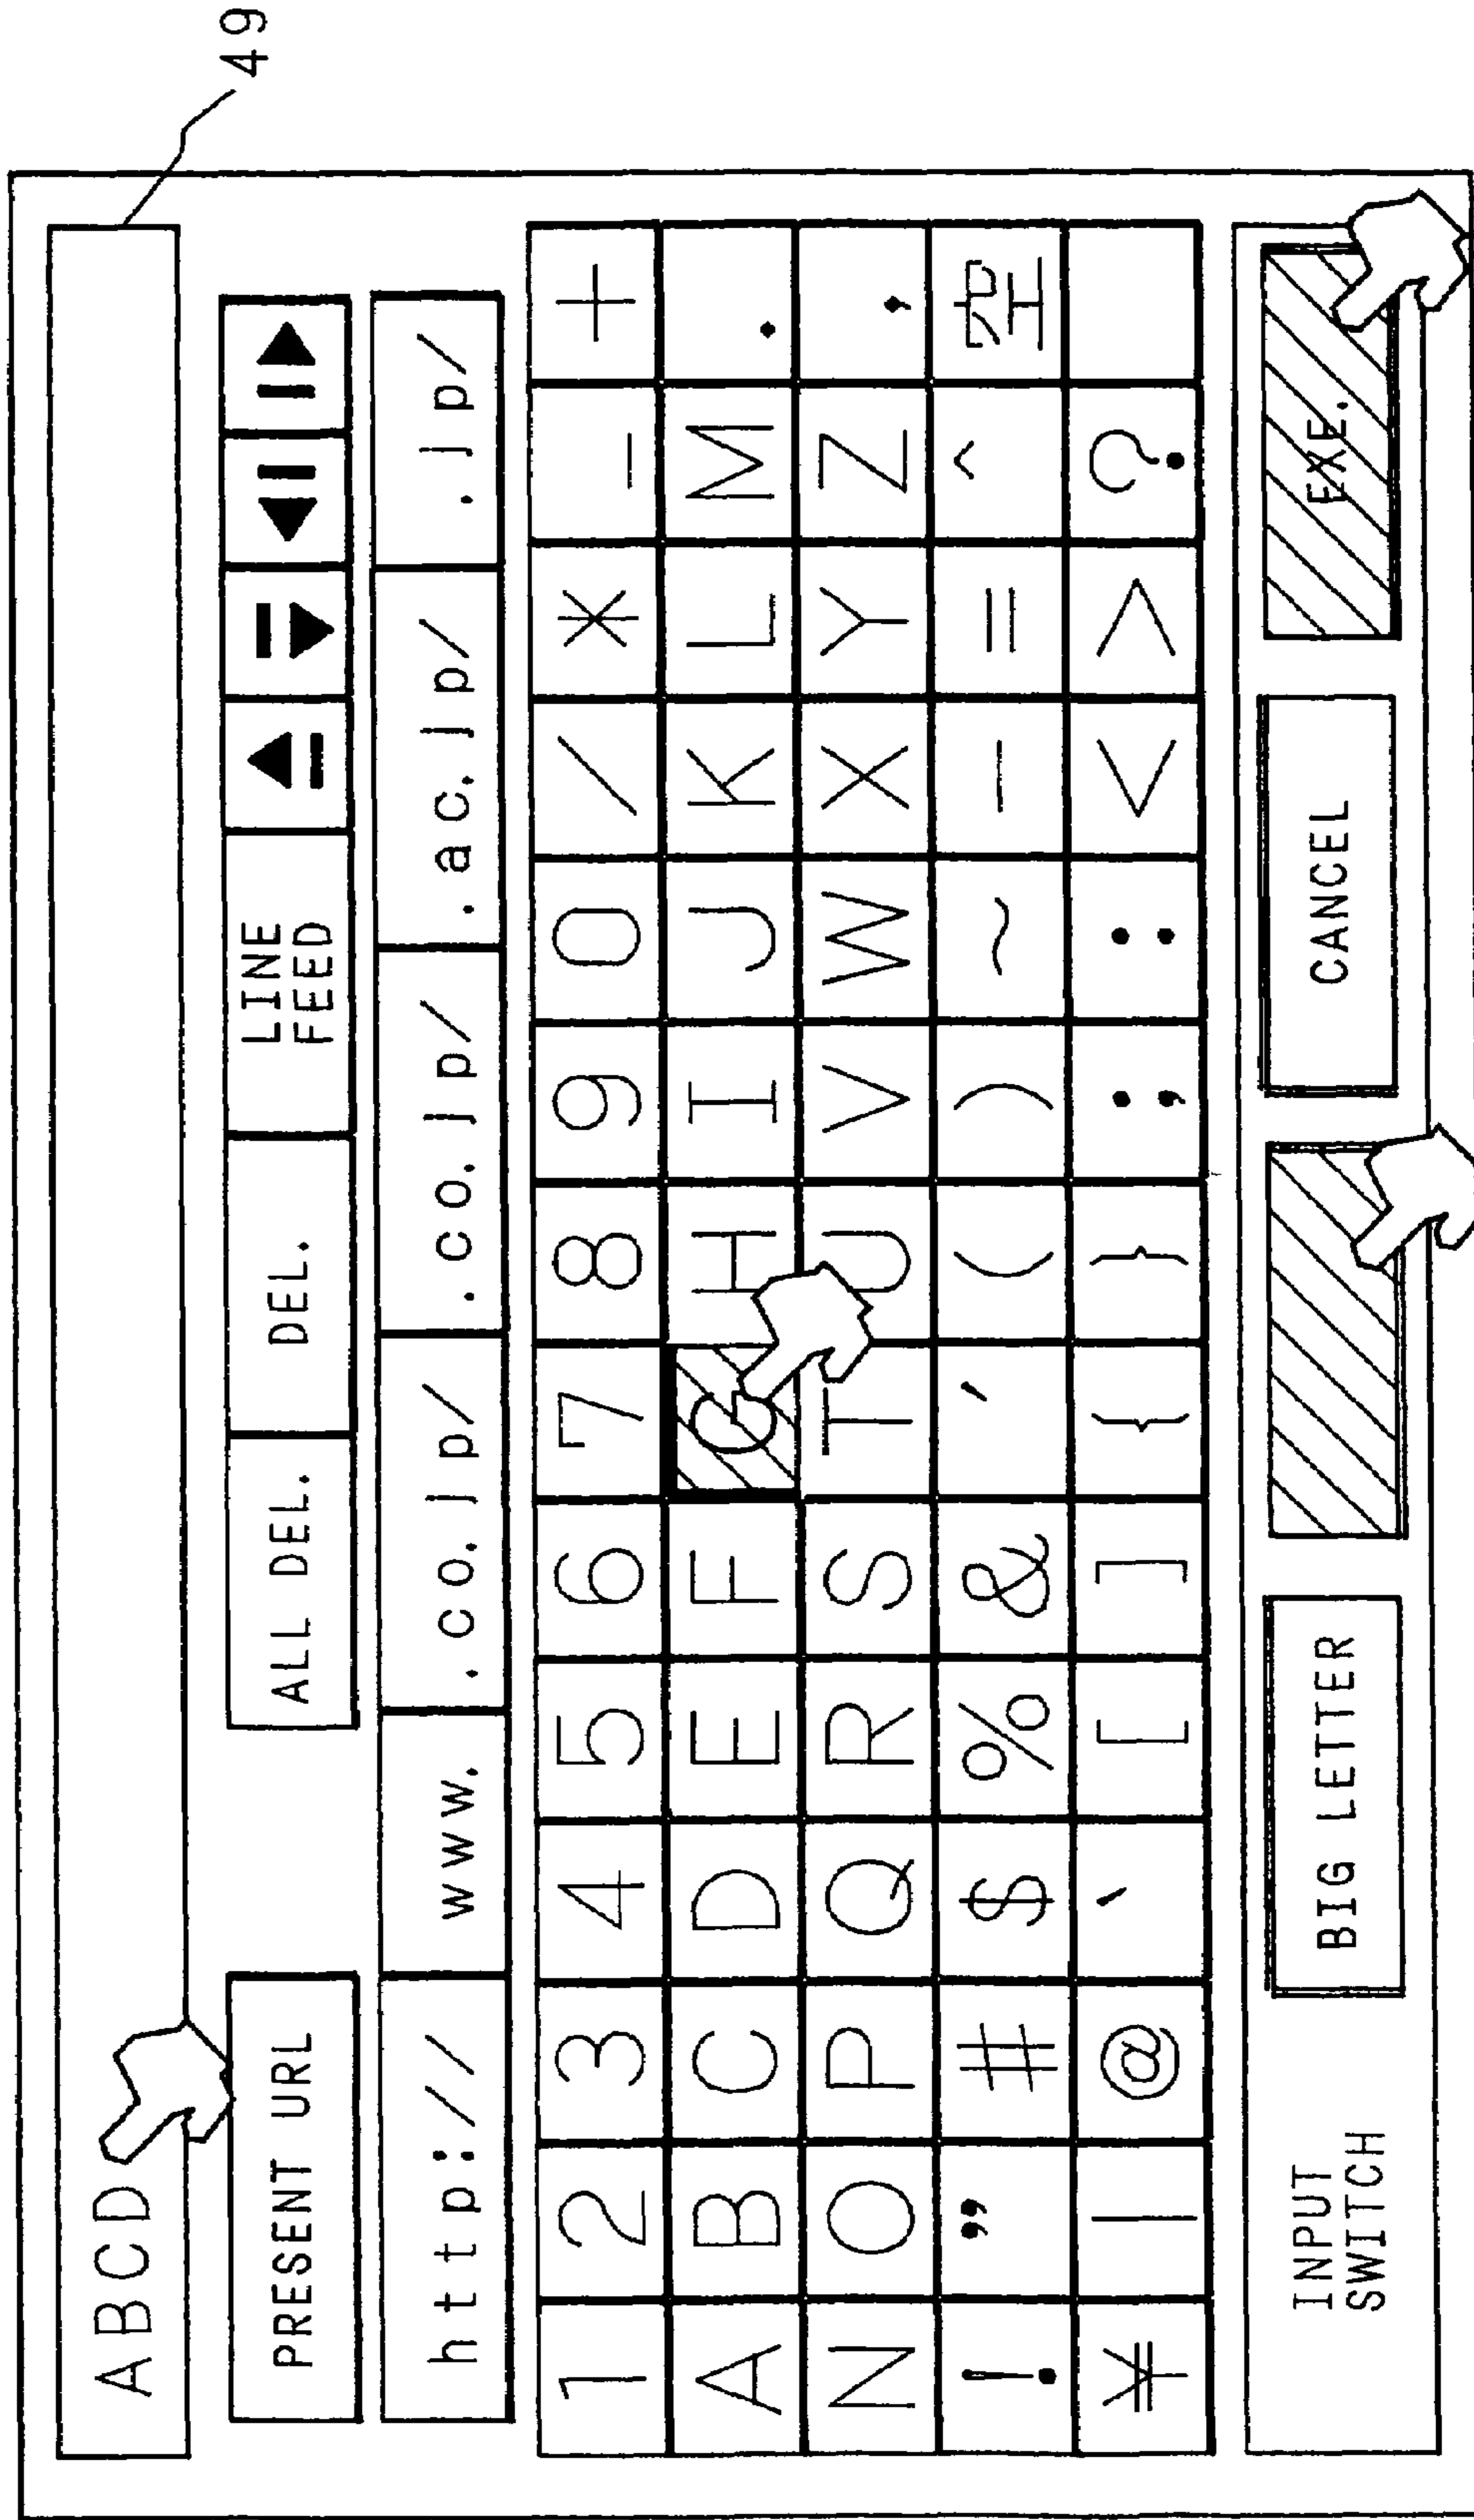 49
ABCD
PRESENT URL ALL DEL. DEL. LINE
FEED
http:// www. .co.jp/ .co.jp/ .ac.jp/ .jp/
1 2 3 4 5 6 7 8 9 0 / * _ +
A B C D E F G H I J K L M .
N O P Q R S T U V W X Y Z ,
! ” # $ % & ' ( ) ~ - = ^ 空
¥ | @ ` [ ] { } ; : < > ?
INPUT
SWITCH
BIG LETTER CANCEL EXE.